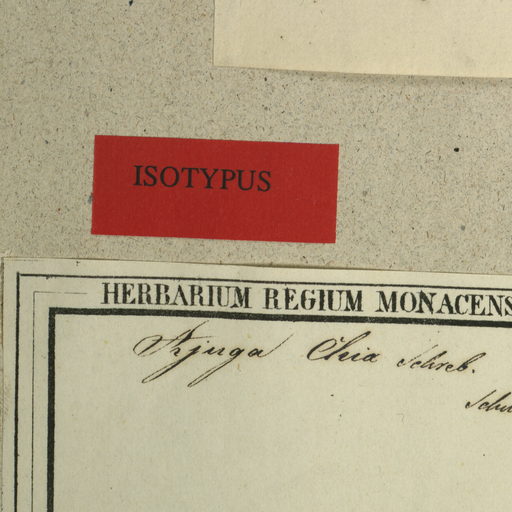 ISOTYPUS
HERBARIUM REGIUM MONACENS
Ajuga Chia Schreb.